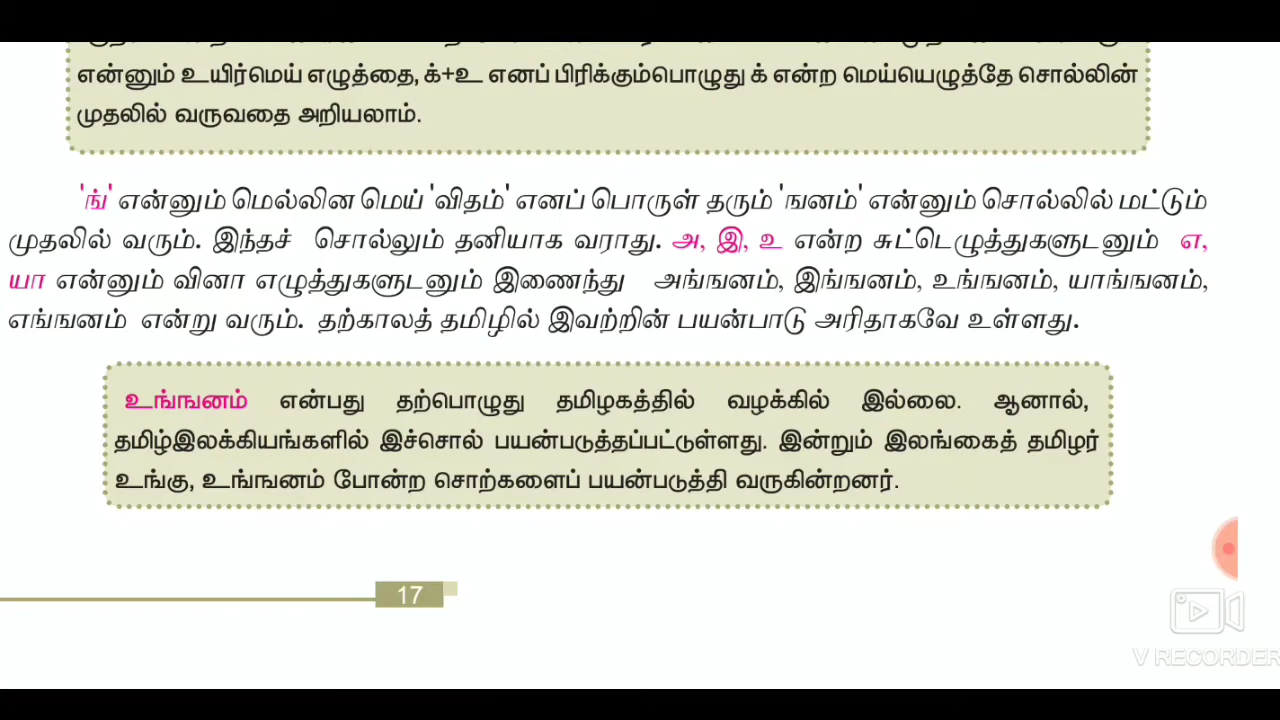 என்னும் உயிர்மெய் எழுத்தை, க்+உ எனப் பிரிக்கும்பொழுது க் என்ற மெய்யெழுத்தே சொல்லின்
முதலில் வருவதை அறியலாம்.
'ங்' என்னும் மெல்லின மெய் 'விதம்' எனப் பொருள் தரும் 'ஙனம்' என்னும் சொல்லில் மட்டும்
முதலில் வரும். இந்தச் சொல்லும் தனியாக வராது. அ, இ, உ என்ற சுட்டெழுத்துகளுடனும் எ,
யா என்னும் வினா எழுத்துகளுடனும் இணைந்து அங்ஙனம், இங்ஙனம், உங்ஙனம், யாங்ஙனம்,
எங்ஙனம் என்று வரும். தற்காலத் தமிழில் இவற்றின் பயன்பாடு அரிதாகவே உள்ளது.
உங்ஙனம் என்பது தற்பொழுது தமிழகத்தில் வழக்கில் இல்லை. ஆனால்,
தமிழ்இலக்கியங்களில் இச்சொல் பயன்படுத்தப்பட்டுள்ளது. இன்றும் இலங்கைத் தமிழர்
உங்கு, உங்ஙனம் போன்ற சொற்களைப் பயன்படுத்தி வருகின்றனர்.
17
V RECORDER